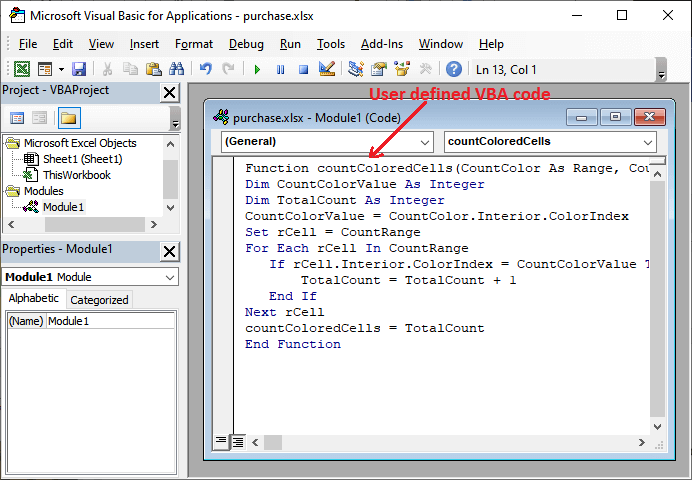 Microsoft Visual Basic for Applications - purchase.xlsx
File Edit View Insert Format Debug Run Tools Add-Ins Window Help
Ln 13, Col 1
Project - VBAProject
Microsoft Excel Objects
Sheet1 (Sheet1)
ThisWorkbook
Modules
Module1
Properties - Module1
Module1 Module
Alphabetic Categorized
(Name) Module1
User defined VBA code
purchase.xlsx - Module1 (Code)
(General) countColoredCells
Function countColoredCells(CountColor As Range, Cou
Dim CountColorValue As Integer
Dim TotalCount As Integer
CountColorValue = CountColor.Interior.ColorIndex
Set rCell = CountRange
For Each rCell In CountRange
If rCell.Interior.ColorIndex = CountColorValue T
TotalCount = TotalCount + 1
End If
Next rCell
countColoredCells = TotalCount
End Function